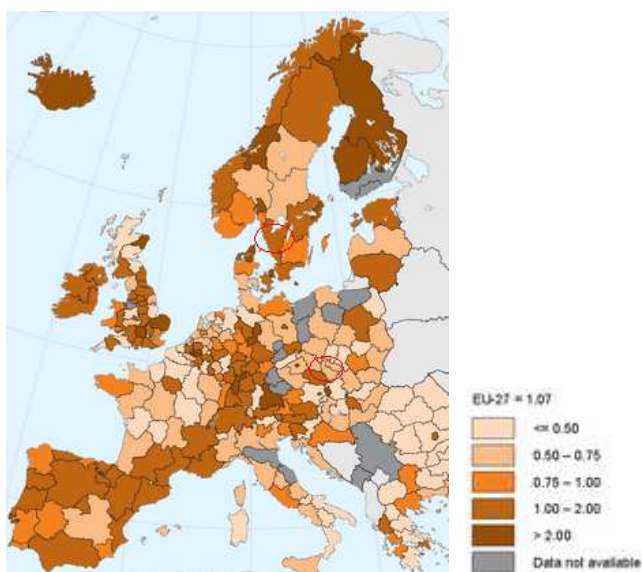 EU-27 = 1.07
<= 0.50
0.50 – 0.75
0.75 – 1.00
1.00 – 2.00
> 2.00
Data not available